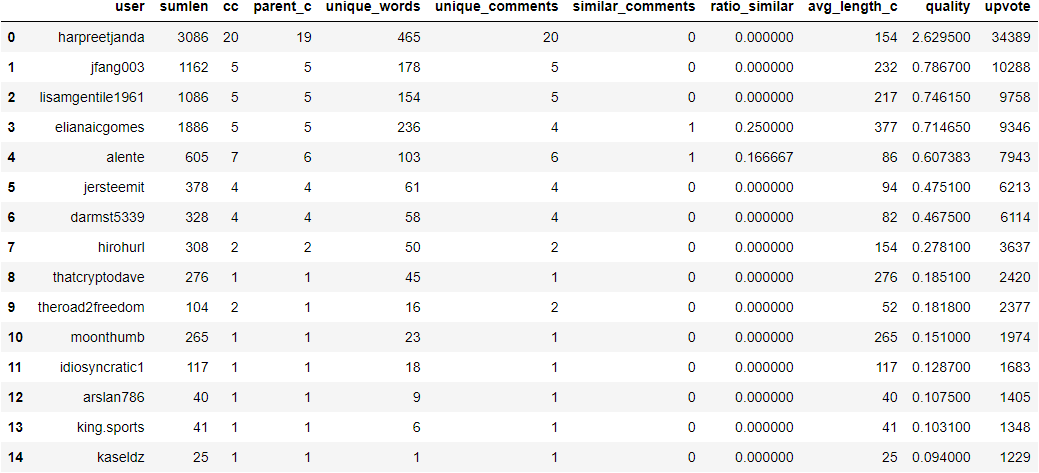 user sumlen cc parent_c unique_words unique_comments similar_comments ratio_similar avg_length_c quality upvote
0 harpreetjanda 3086 20 19 465 20 0 0.000000 154 2.629500 34389
1 jfang003 1162 5 5 178 5 0 0.000000 232 0.786700 10288
2 lisamgentile1961 1086 5 5 154 5 0 0.000000 217 0.746150 9758
3 elianaicgomes 1886 5 5 236 4 1 0.250000 377 0.714650 9346
4 alente 605 7 6 103 6 1 0.166667 86 0.607383 7943
5 jersteemit 378 4 4 61 4 0 0.000000 94 0.475100 6213
6 darmst5339 328 4 4 58 4 0 0.000000 82 0.467500 6114
7 hirohurl 308 2 2 50 2 0 0.000000 154 0.278100 3637
8 thatcryptodave 276 1 1 45 1 0 0.000000 276 0.185100 2420
9 theroad2freedom 104 2 1 16 2 0 0.000000 52 0.181800 2377
10 moonthumb 265 1 1 23 1 0 0.000000 265 0.151000 1974
11 idiosyncratic1 117 1 1 18 1 0 0.000000 117 0.128700 1683
12 arslan786 40 1 1 9 1 0 0.000000 40 0.107500 1405
13 king.sports 41 1 1 6 1 0 0.000000 41 0.103100 1348
14 kaseldz 25 1 1 1 1 0 0.000000 25 0.094000 1229